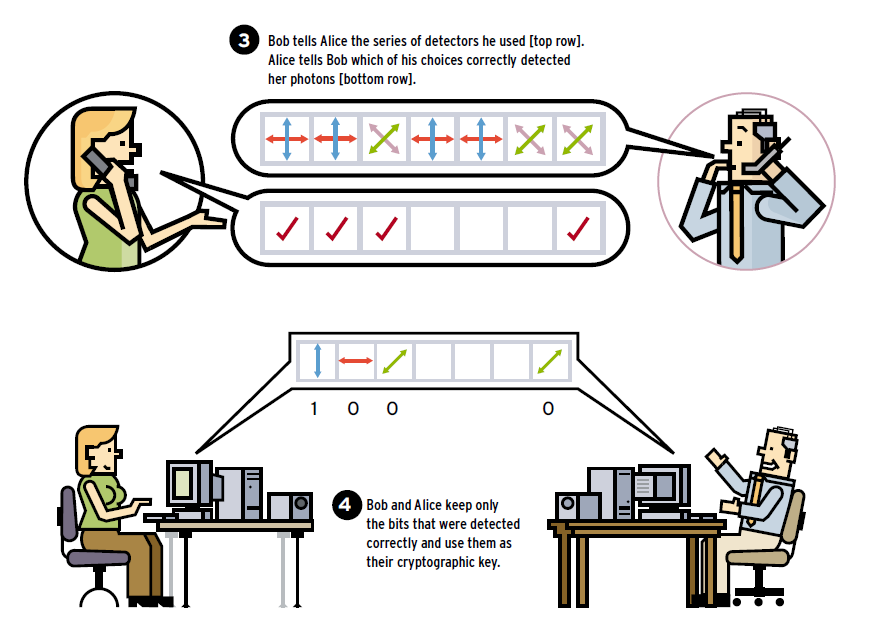 3
Bob tells Alice the series of detectors he used [top row].
Alice tells Bob which of his choices correctly detected
her photons [bottom row].
1 0 0 0
4
Bob and Alice keep only
the bits that were detected
correctly and use them as
their cryptographic key.